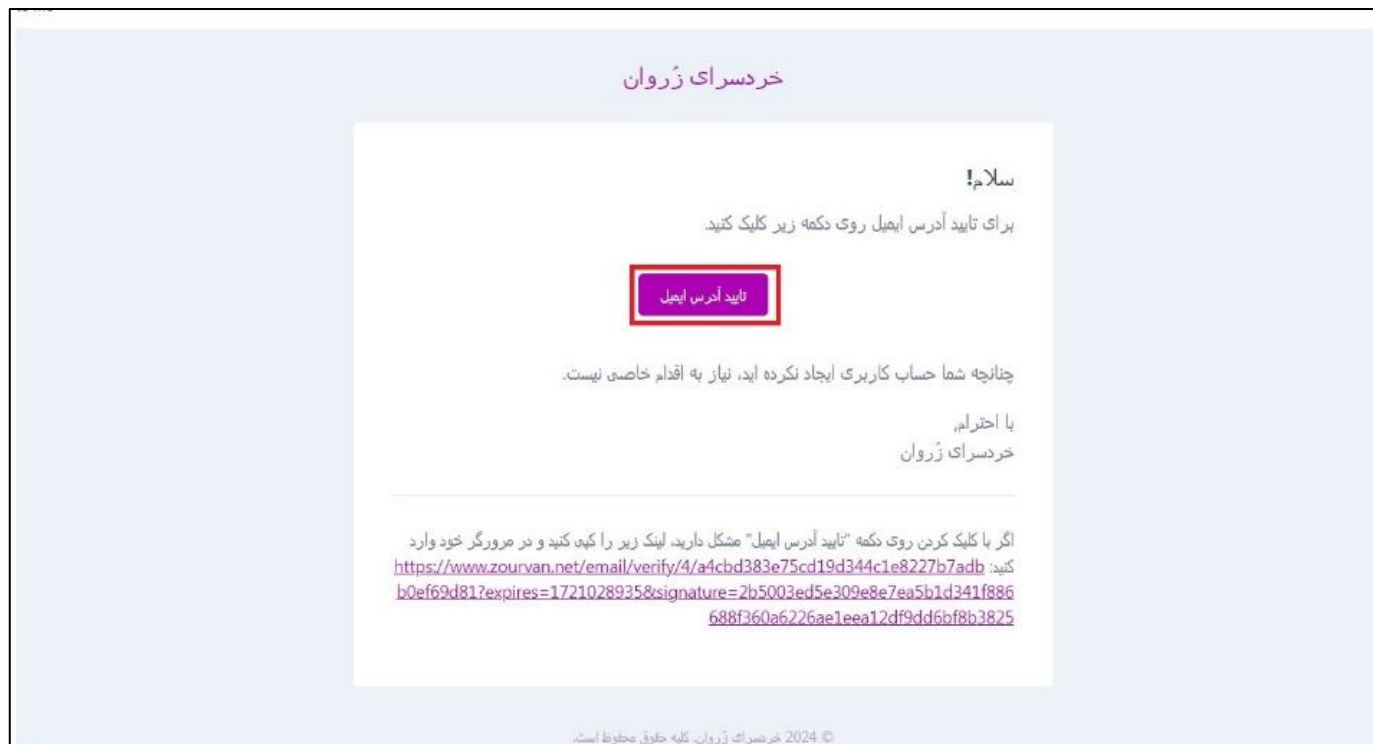 خردسرای زُروان
سلام!
برای تایید آدرس ایمیل روی دکمه زیر کلیک کنید.
تایید آدرس ایمیل
چنانچه شما حساب کاربری ایجاد نکرده اید، نیاز به اقدام خاصی نیست.
با احترام,
خردسرای زُروان
اگر با کلیک کردن روی دکمه "تایید آدرس ایمیل" مشکل دارید، لینک زیر را کپی کنید و در مرورگر خود وارد
کنید: https://www.zourvan.net/email/verify/4/a4cbd383e75cd19d344c1e8227b7adb
b0ef69d81?expires=1721028935&signature=2b5003ed5e309e8e7ea5b1d341f886
688f360a6226ae1eea12df9dd6bf8b3825
© 2024 خردسرای زُروان. کلیه حقوق محفوظ است.